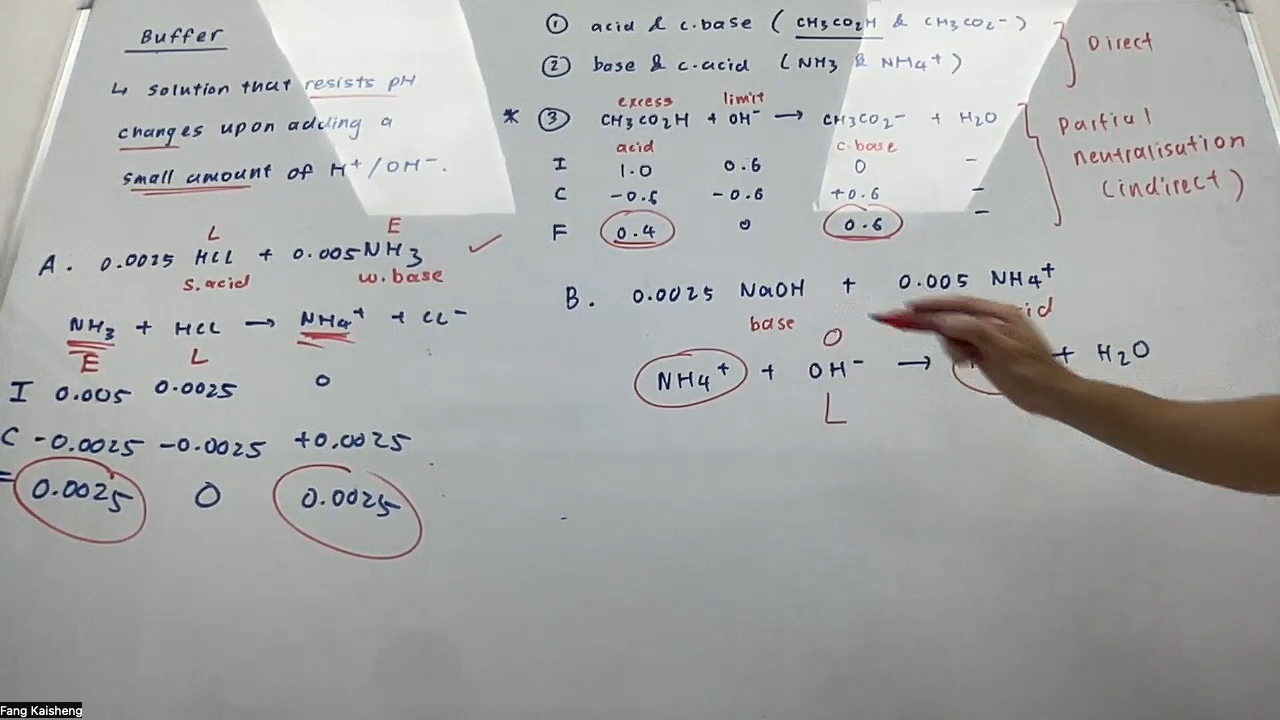 Buffer
↳ solution that resists pH
changes upon adding a
small amount of H⁺/OH⁻.
L E
A. 0.0025 HCl + 0.005 NH3 ✓
s.acid w.base
NH3 + HCl → NH4⁺ + Cl⁻
E L
I 0.005 0.0025 0
C -0.0025 -0.0025 +0.0025
= 0.0025 0 0.0025
① acid & c.base (CH3CO2H & CH3CO2⁻)
② base & c.acid (NH3 & NH4⁺)
} Direct
excess limit
* ③ CH3CO2H + OH⁻ → CH3CO2⁻ + H2O
acid c.base
I 1.0 0.6 0 -
C -0.6 -0.6 +0.6 -
F 0.4 0 0.6 -
Partial
neutralisation
(indirect)
B. 0.0025 NaOH + 0.005 NH4⁺
base
O
NH4⁺ + OH⁻ → + H2O
L
Fang Kaisheng